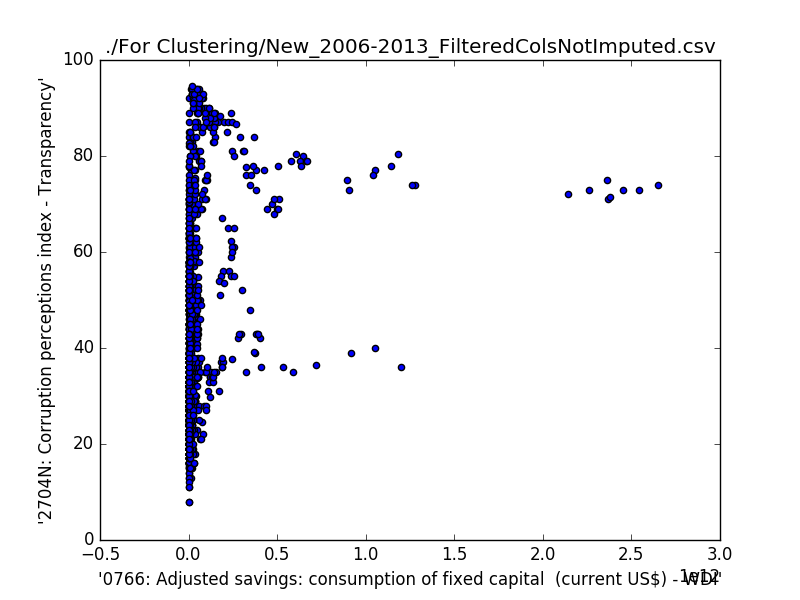 ./For Clustering/New_2006-2013_FilteredColsNotImputed.csv
'2704N: Corruption perceptions index - Transparency'
100
80
60
40
20
0
−0.5 0.0 0.5 1.0 1.5 2.0 2.5 3.0
1e12
'0766: Adjusted savings: consumption of fixed capital (current US$) - WDI'